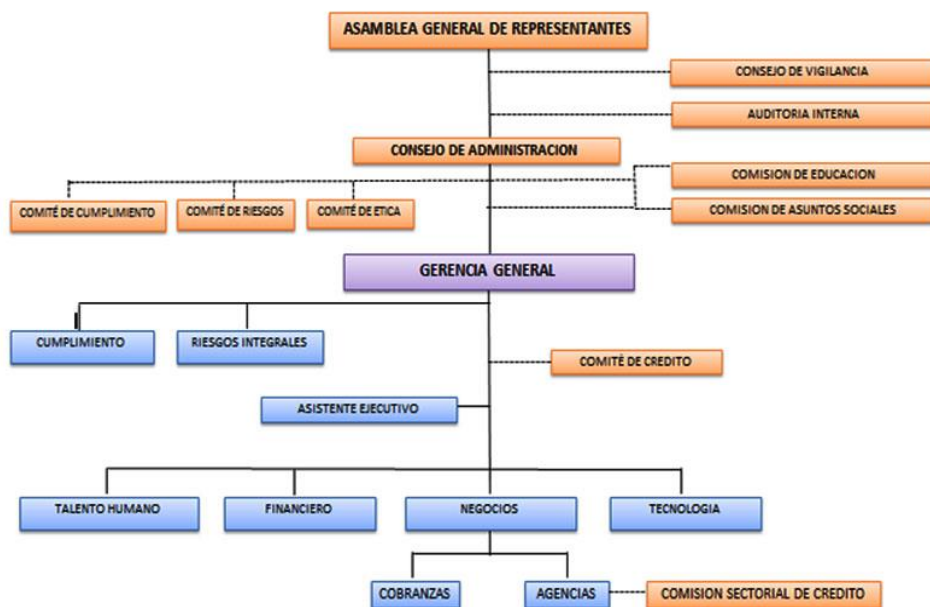 ASAMBLEA GENERAL DE REPRESENTANTES
CONSEJO DE VIGILANCIA
AUDITORIA INTERNA
CONSEJO DE ADMINISTRACION
COMISION DE EDUCACION
COMITÉ DE CUMPLIMIENTO
COMITÉ DE RIESGOS
COMITÉ DE ETICA
COMISION DE ASUNTOS SOCIALES
GERENCIA GENERAL
CUMPLIMIENTO
RIESGOS INTEGRALES
COMITÉ DE CREDITO
ASISTENTE EJECUTIVO
TALENTO HUMANO
FINANCIERO
NEGOCIOS
TECNOLOGIA
COBRANZAS
AGENCIAS
COMISION SECTORIAL DE CREDITO